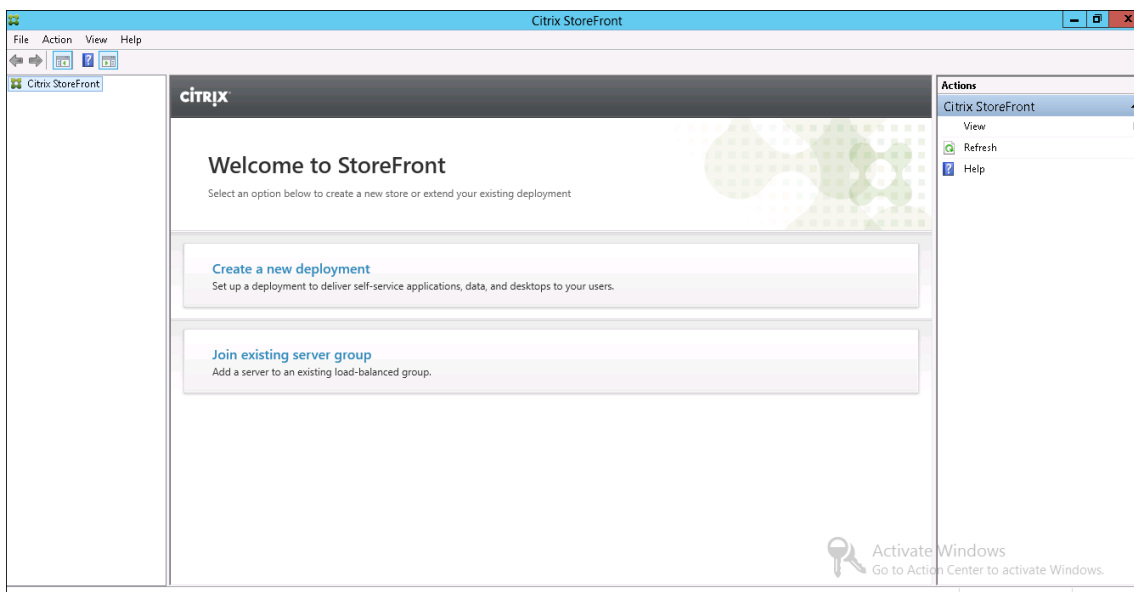 Citrix StoreFront
File Action View Help
Citrix StoreFront
CITRIX
Welcome to StoreFront
Select an option below to create a new store or extend your existing deployment
Create a new deployment
Set up a deployment to deliver self-service applications, data, and desktops to your users.
Join existing server group
Add a server to an existing load-balanced group.
Actions
Citrix StoreFront
View
Refresh
Help
Activate Windows
Go to Action Center to activate Windows.